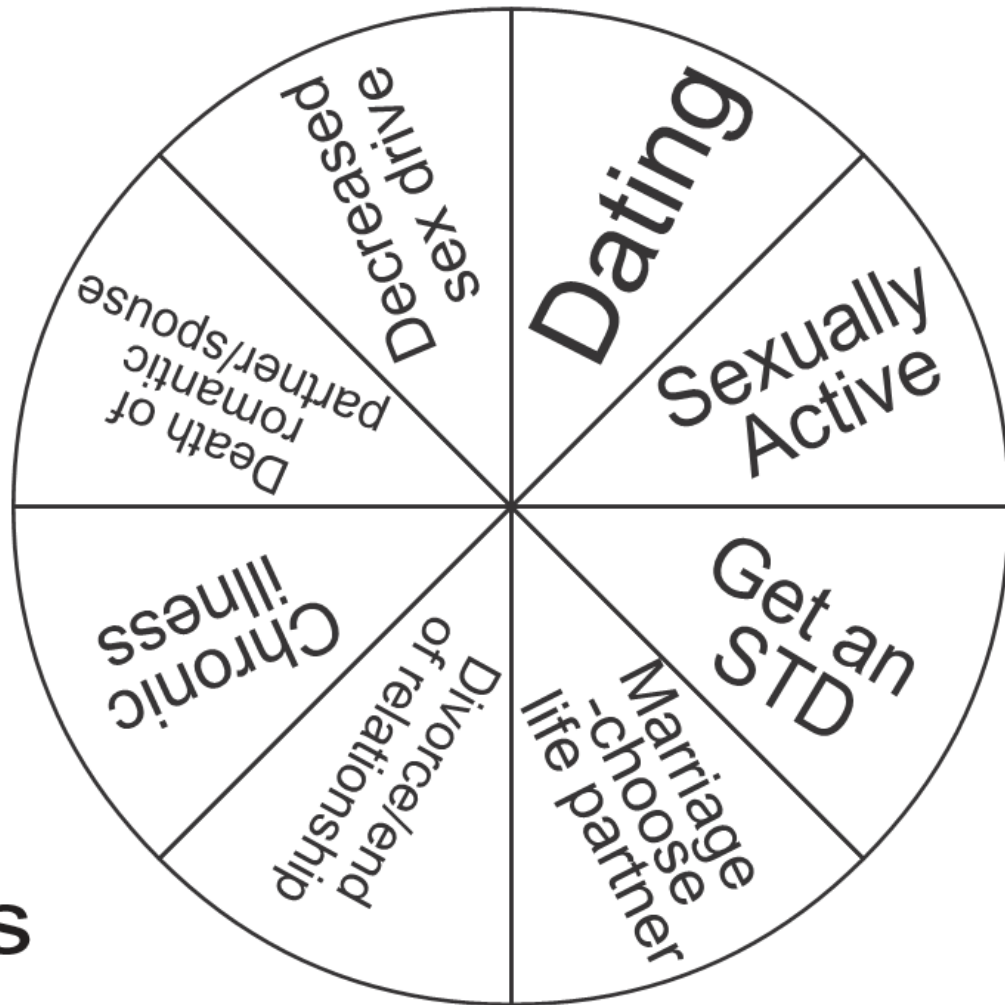 Dating
Sexually
Active
Get an
STD
Marriage
-choose
life partner
Divorce/end
of relationship
Chronic
illness
Death of
romantic
partner/spouse
Decreased
sex drive
s